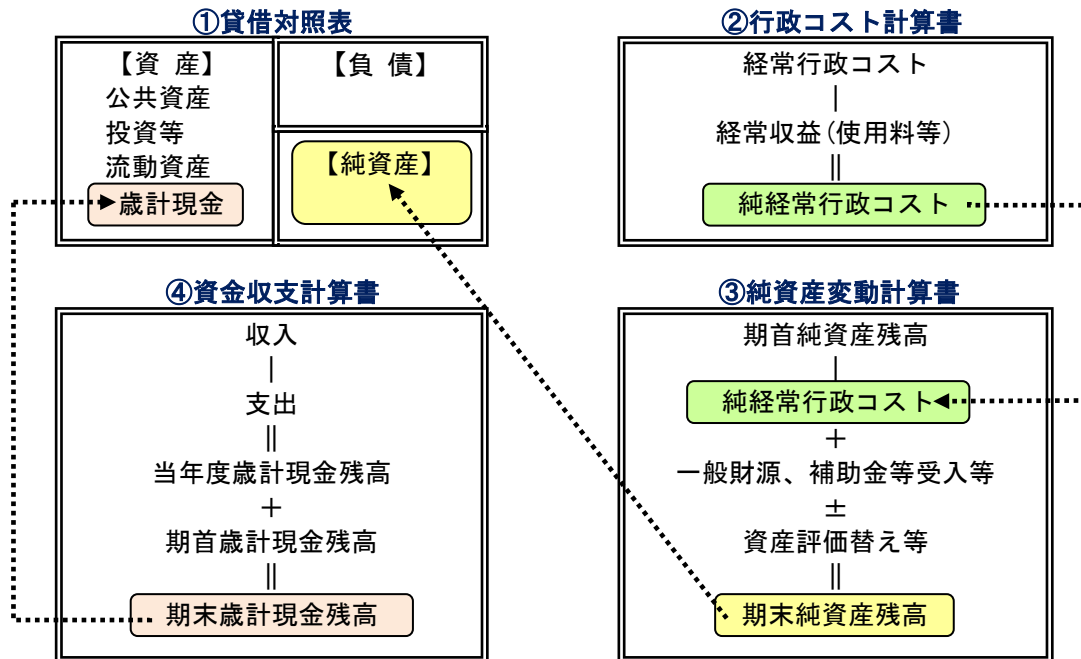 ①貸借対照表
【資 産】
公共資産
投資等
流動資産
歳計現金
【負 債】
【純資産】
②行政コスト計算書
経常行政コスト
｜
経常収益(使用料等)
||
純経常行政コスト
④資金収支計算書
収入
｜
支出
||
当年度歳計現金残高
＋
期首歳計現金残高
||
期末歳計現金残高
③純資産変動計算書
期首純資産残高
｜
純経常行政コスト
＋
一般財源、補助金等受入等
±
資産評価替え等
||
期末純資産残高